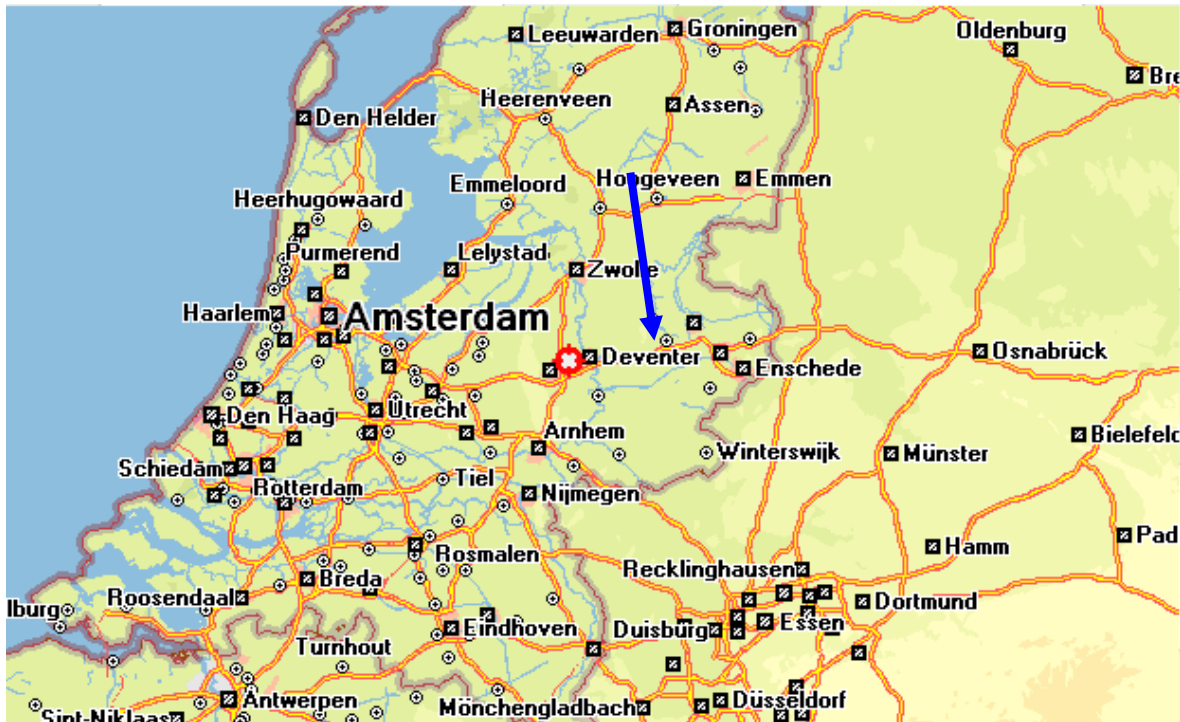 Leeuwarden
Groningen
Oldenburg
Bre
Heerenveen
Assen
Den Helder
Emmeloord
Hoogeveen
Emmen
Heerhugowaard
Purmerend
Lelystad
Zwolle
Haarlem
Amsterdam
Deventer
Enschede
Osnabrück
Den Haag
Utrecht
Arnhem
Bielefeld
Schiedam
Tiel
Winterswijk
Münster
Rotterdam
Nijmegen
Rosmalen
Hamm
Pad
Recklinghausen
Breda
Roosendaal
lburg
Dortmund
Eindhoven
Duisburg
Essen
Turnhout
Antwerpen
Mönchengladbach
Düsseldorf
Sint-Niklaas